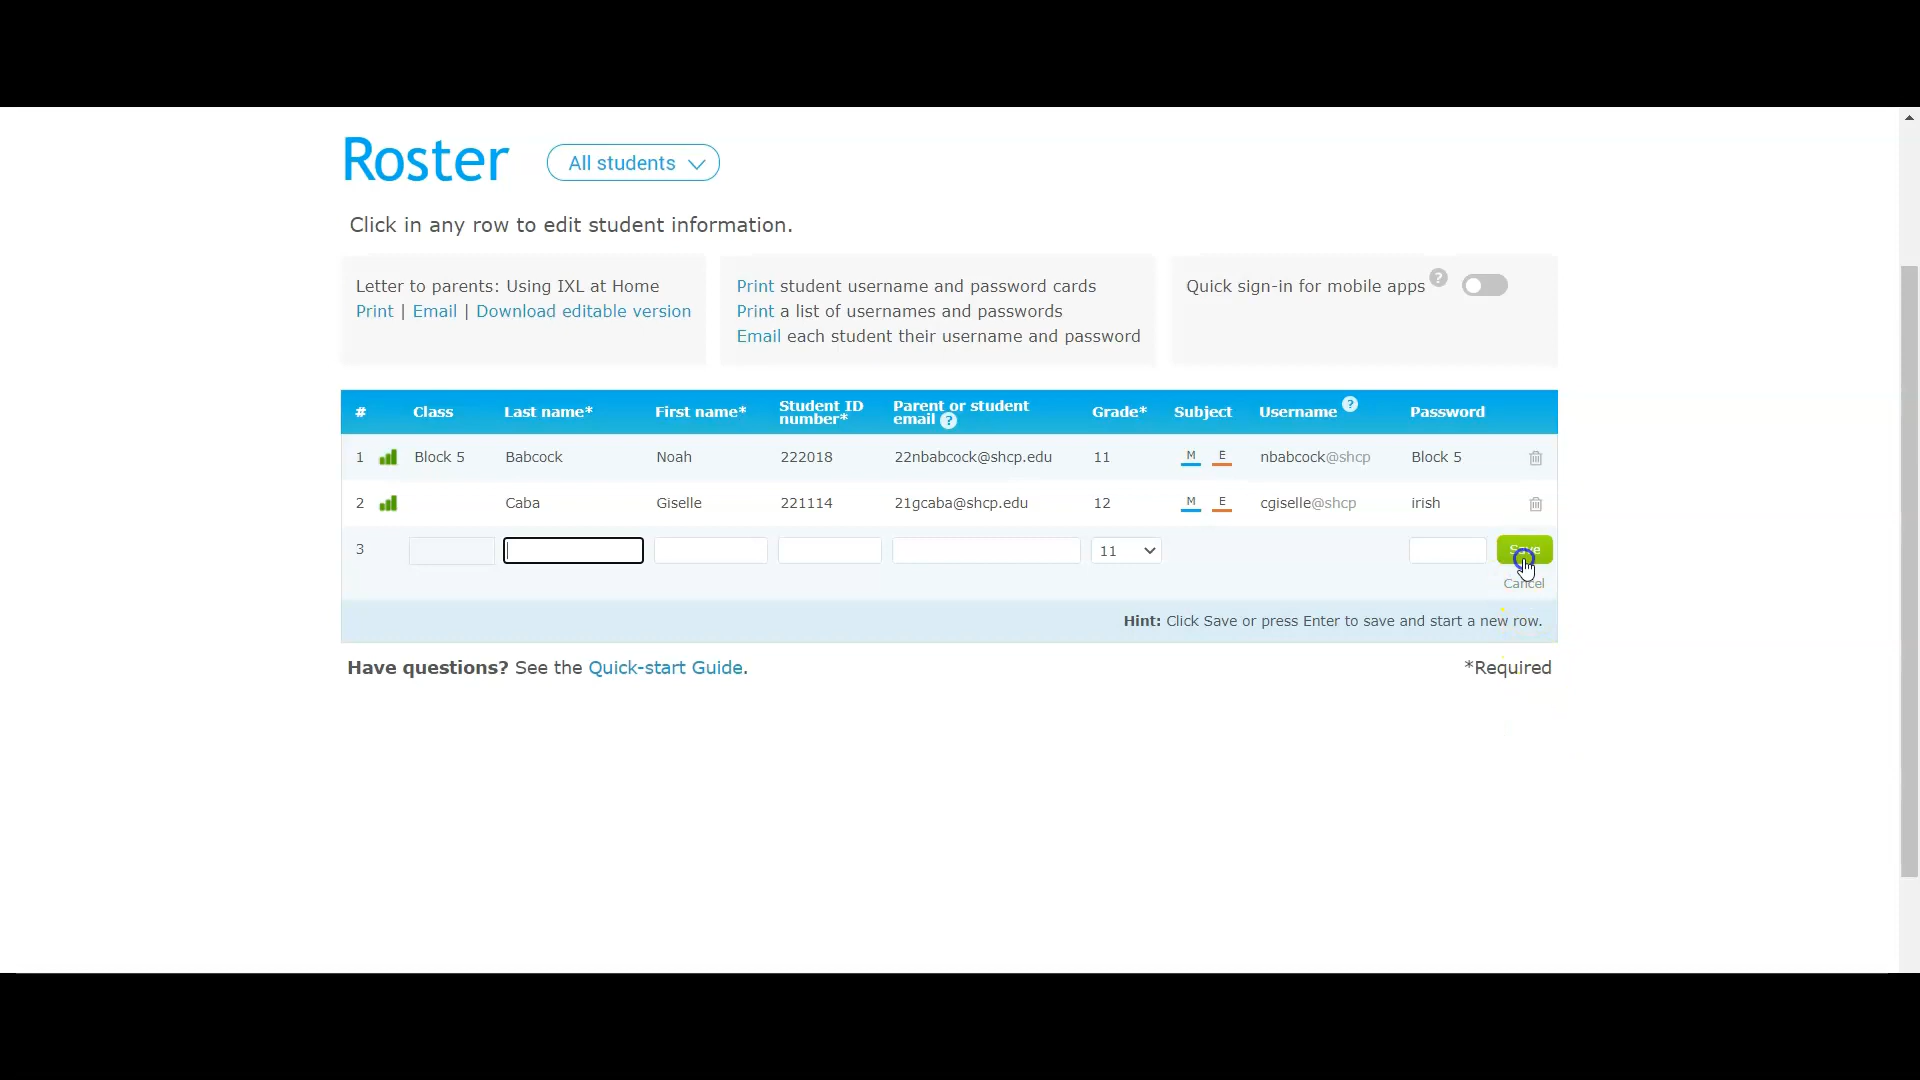 Roster
All students
Click in any row to edit student information.
Letter to parents: Using IXL at Home
Print | Email | Download editable version
Print student username and password cards
Print a list of usernames and passwords
Email each student their username and password
Quick sign-in for mobile apps ?
# Class Last name* First name* Student ID number* Parent or student email ? Grade* Subject Username ? Password
1 Block 5 Babcock Noah 222018 22nbabcock@shcp.edu 11 M E nbabcock@shcp Block 5
2 Caba Giselle 221114 21gcaba@shcp.edu 12 M E cgiselle@shcp irish
3 11 Save
Cancel
Hint: Click Save or press Enter to save and start a new row.
Have questions? See the Quick-start Guide.
*Required